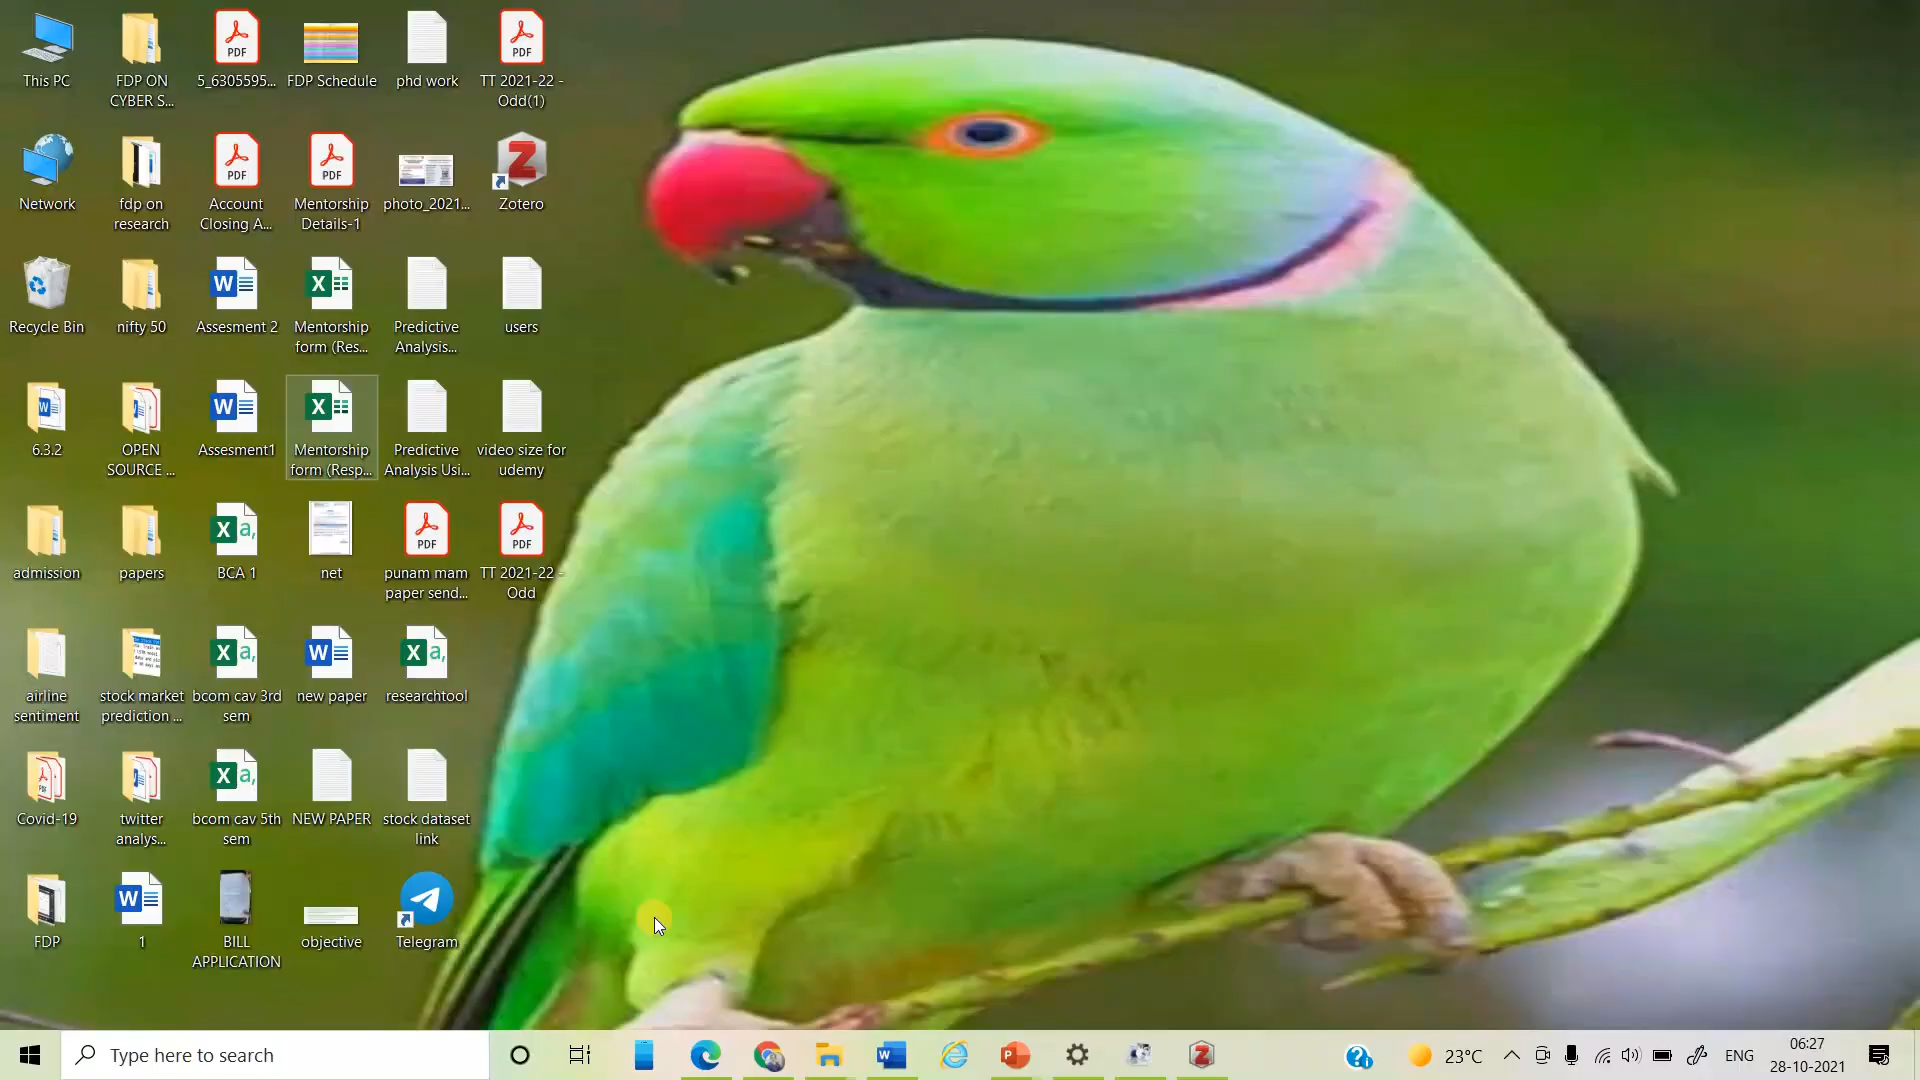 This PC
FDP ON
CYBER S...
5_6305595...
FDP Schedule
phd work
TT 2021-22 -
Odd(1)
Network
fdp on
research
Account
Closing A...
Mentorship
Details-1
photo_2021...
Zotero
Recycle Bin
nifty 50
Assesment 2
Mentorship
form (Res...
Predictive
Analysis...
users
6.3.2
OPEN
SOURCE ...
Assesment1
Mentorship
form (Resp...
Predictive
Analysis Usi...
video size for
udemy
admission
papers
BCA 1
net
punam mam
paper send...
TT 2021-22 -
Odd
airline
sentiment
stock market
prediction ...
bcom cav 3rd
sem
new paper
researchtool
Covid-19
twitter
analys...
bcom cav 5th
sem
NEW PAPER
stock dataset
link
FDP
1
BILL
APPLICATION
objective
Telegram
Type here to search
23°C
ENG
06:27
28-10-2021